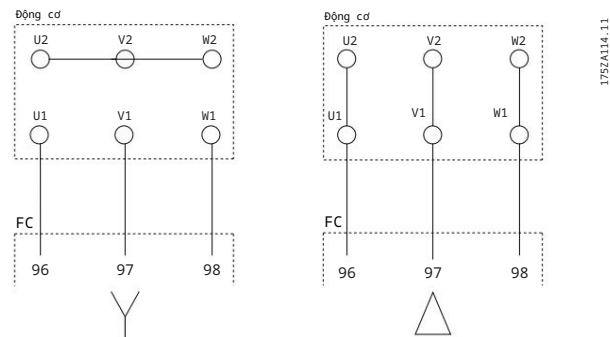 Động cơ
U2 V2 W2
U1 V1 W1
FC
96 97 98
Động cơ
U2 V2 W2
U1 V1 W1
FC
96 97 98
175ZA114.11